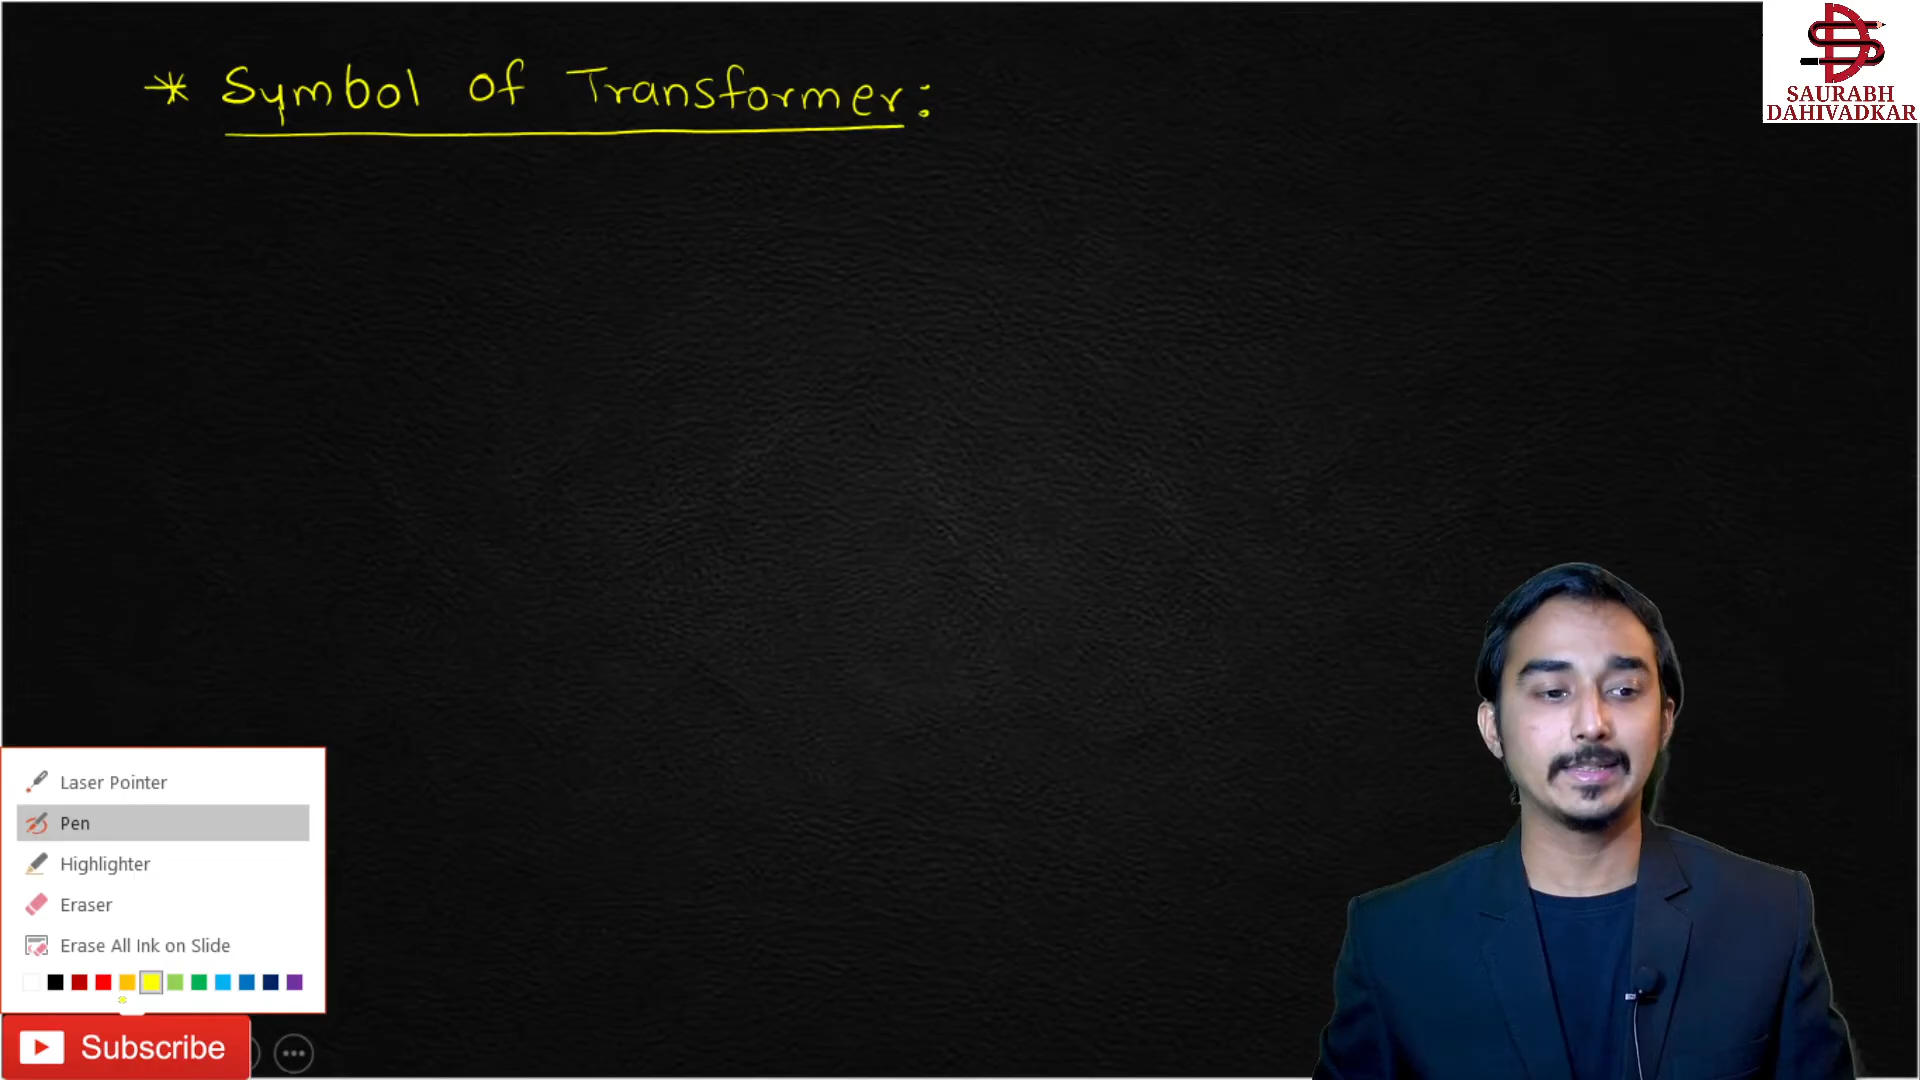 * Symbol of Transformer:
SAURABH
DAHIVADKAR
Laser Pointer
Pen
Highlighter
Eraser
Erase All Ink on Slide
Subscribe